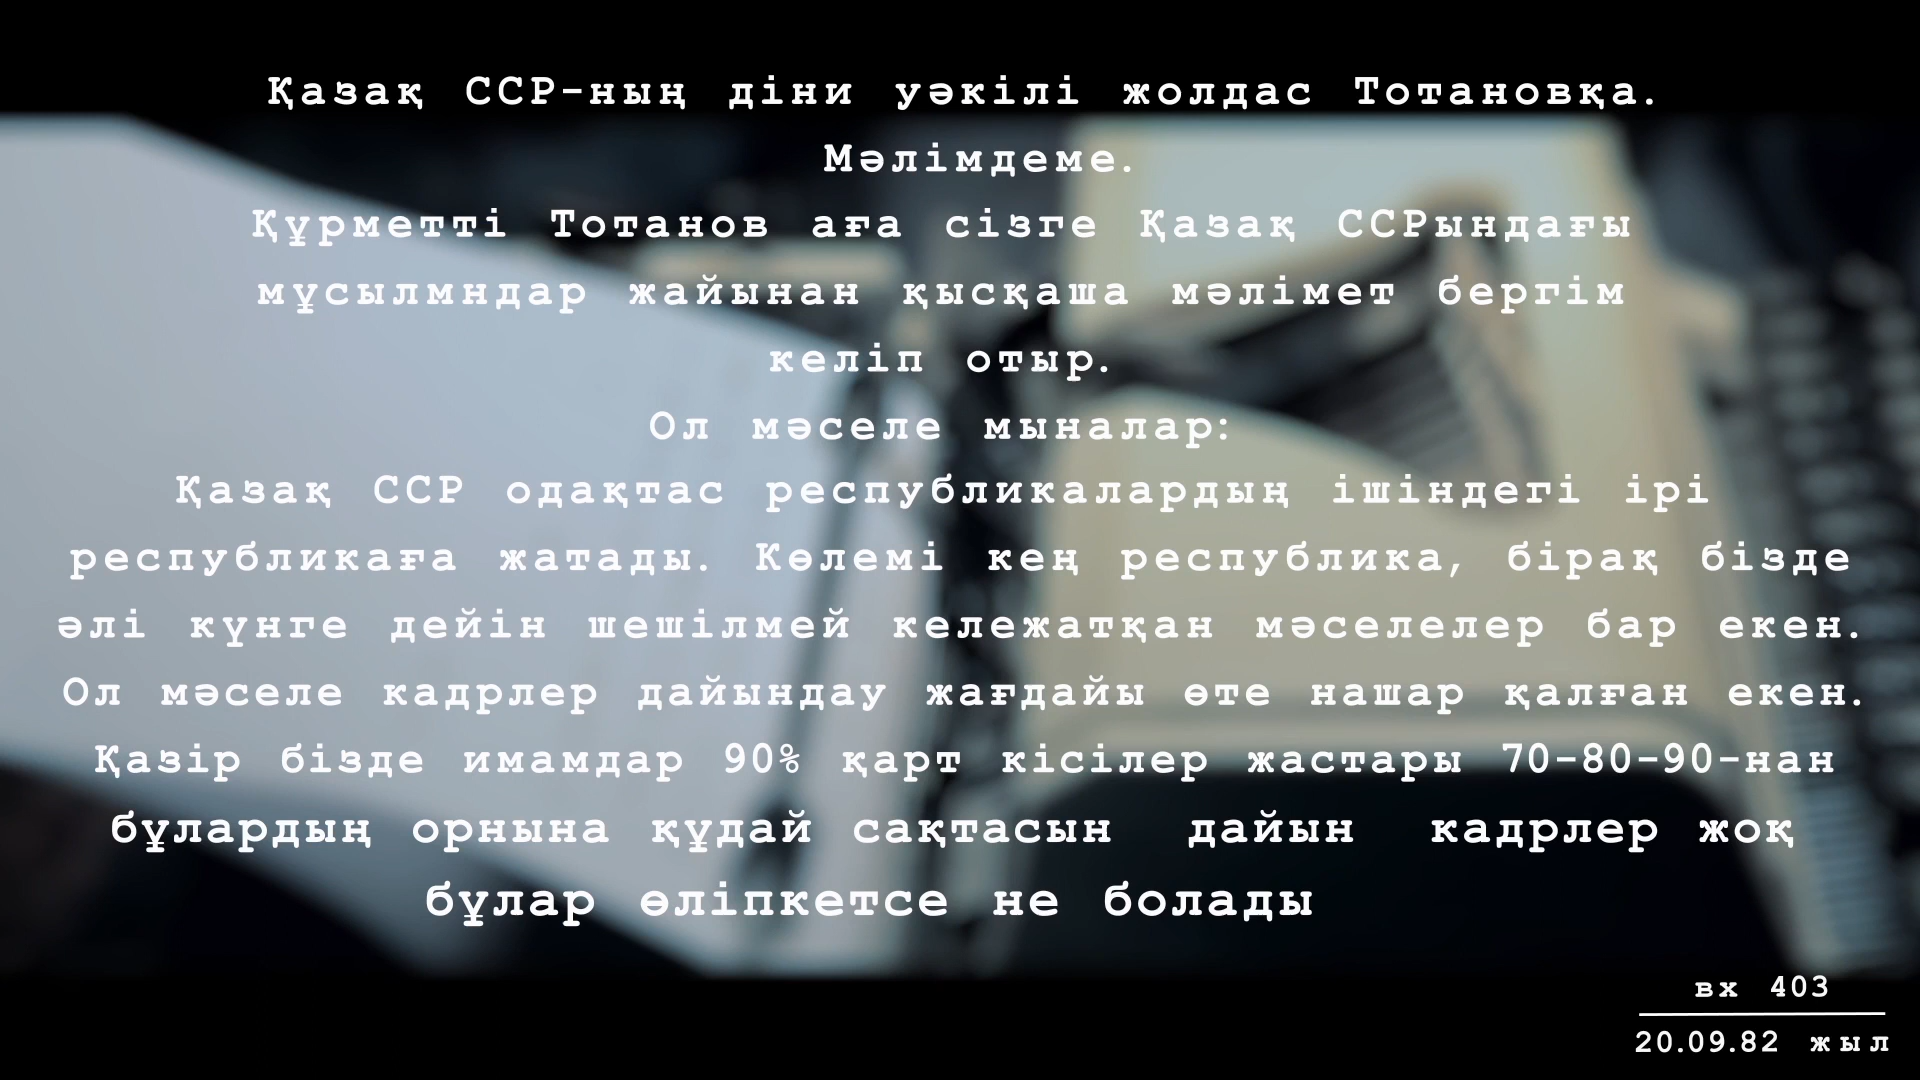 Қазақ ССР-ның діни уәкілі жолдас Тотановқа.
Мәлімдеме.
Құрметті Тотанов аға сізге Қазақ ССРындағы
мұсылмндар жайынан қысқаша мәлімет бергім
келіп отыр.
Ол мәселе мыналар:
Қазақ ССР одақтас республикалардың ішіндегі ірі
республикаға жатады. Көлемі кең республика, бірақ бізде
әлі күнге дейін шешілмей кележатқан мәселелер бар екен.
Ол мәселе кадрлер дайындау жағдайы өте нашар қалған екен.
Қазір бізде имамдар 90% қарт кісілер жастары 70-80-90-нан
бұлардың орнына құдай сақтасын дайын кадрлер жоқ
бұлар өліпкетсе не болады
вх 403
20.09.82 жыл